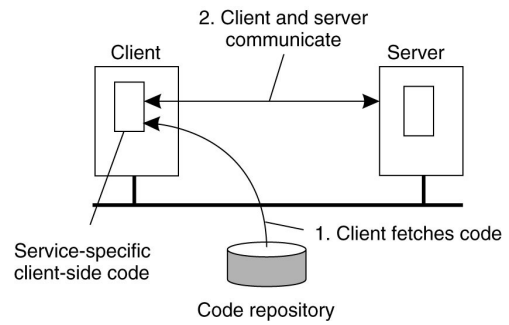 2. Client and server
communicate
Client
Server
1. Client fetches code
Service-specific
client-side code
Code repository